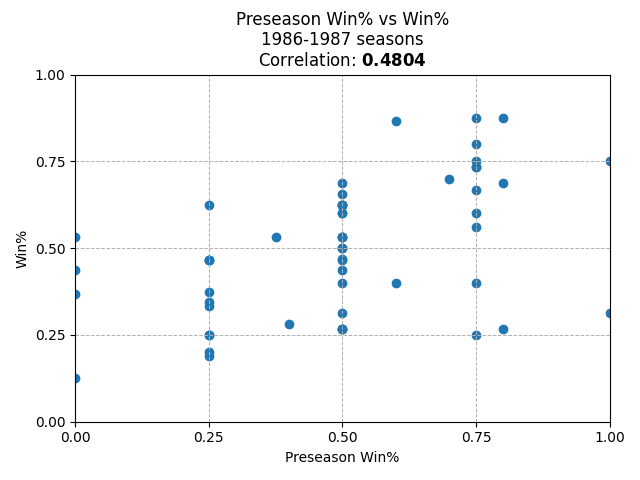 Preseason Win% vs Win%
1986-1987 seasons
Correlation: 0.4804
Win%
1.00
0.75
0.50
0.25
0.00
0.00 0.25 0.50 0.75 1.00
Preseason Win%